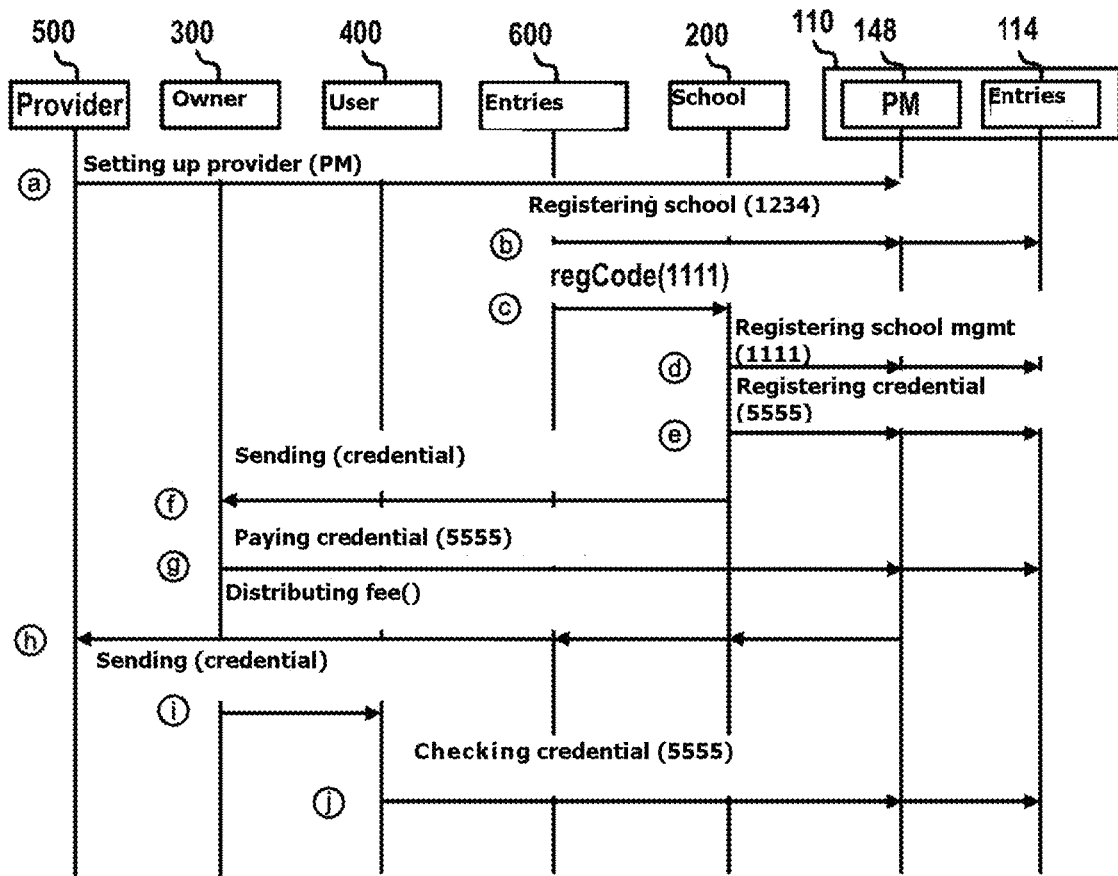 500 300 400 600 200 110 148 114
Provider Owner User Entries School PM Entries
Setting up provider (PM)
a
Registering school (1234)
b
regCode(1111)
c
Registering school mgmt
(1111)
d
Registering credential
(5555)
e
Sending (credential)
f
Paying credential (5555)
g
Distributing fee()
h
Sending (credential)
i
Checking credential (5555)
j